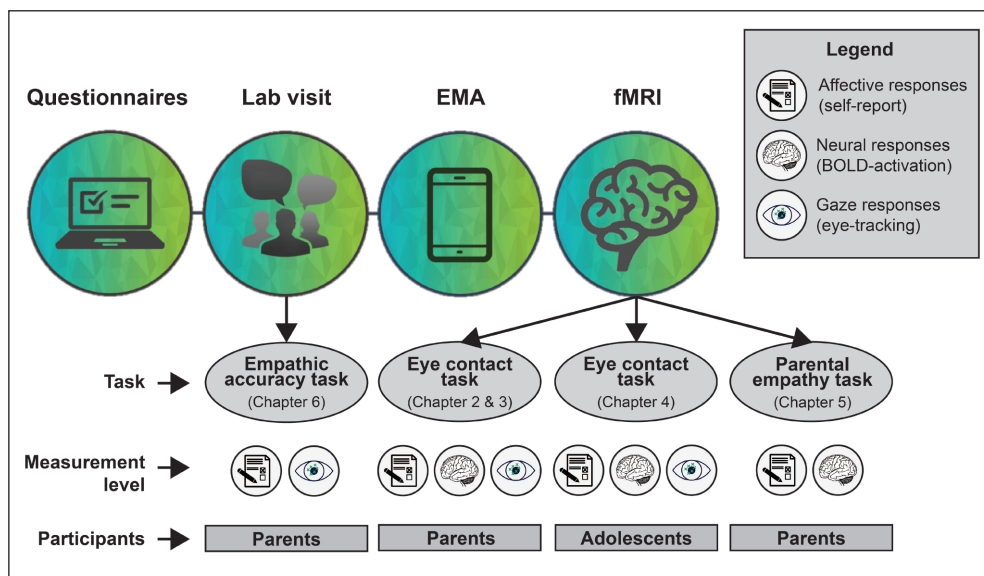 Questionnaires
Lab visit
EMA
fMRI
Legend
Affective responses
(self-report)
Neural responses
(BOLD-activation)
Gaze responses
(eye-tracking)
Task
Empathic
accuracy task
(Chapter 6)
Eye contact
task
(Chapter 2 & 3)
Eye contact
task
(Chapter 4)
Parental
empathy task
(Chapter 5)
Measurement
level
Participants
Parents
Parents
Adolescents
Parents